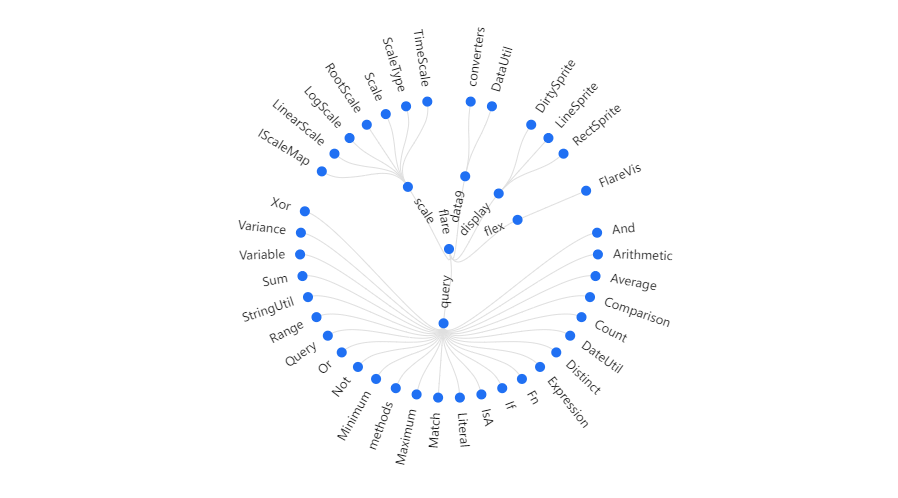 flare
data9
converters
DataUtil
display
DirtySprite
LineSprite
RectSprite
flex
FlareVis
query
And
Arithmetic
Average
Comparison
Count
DateUtil
Distinct
Expression
Fn
If
IsA
Literal
Match
Maximum
methods
Minimum
Not
Or
Query
Range
StringUtil
Sum
Variable
Variance
Xor
scale
IScaleMap
LinearScale
LogScale
RootScale
Scale
ScaleType
TimeScale